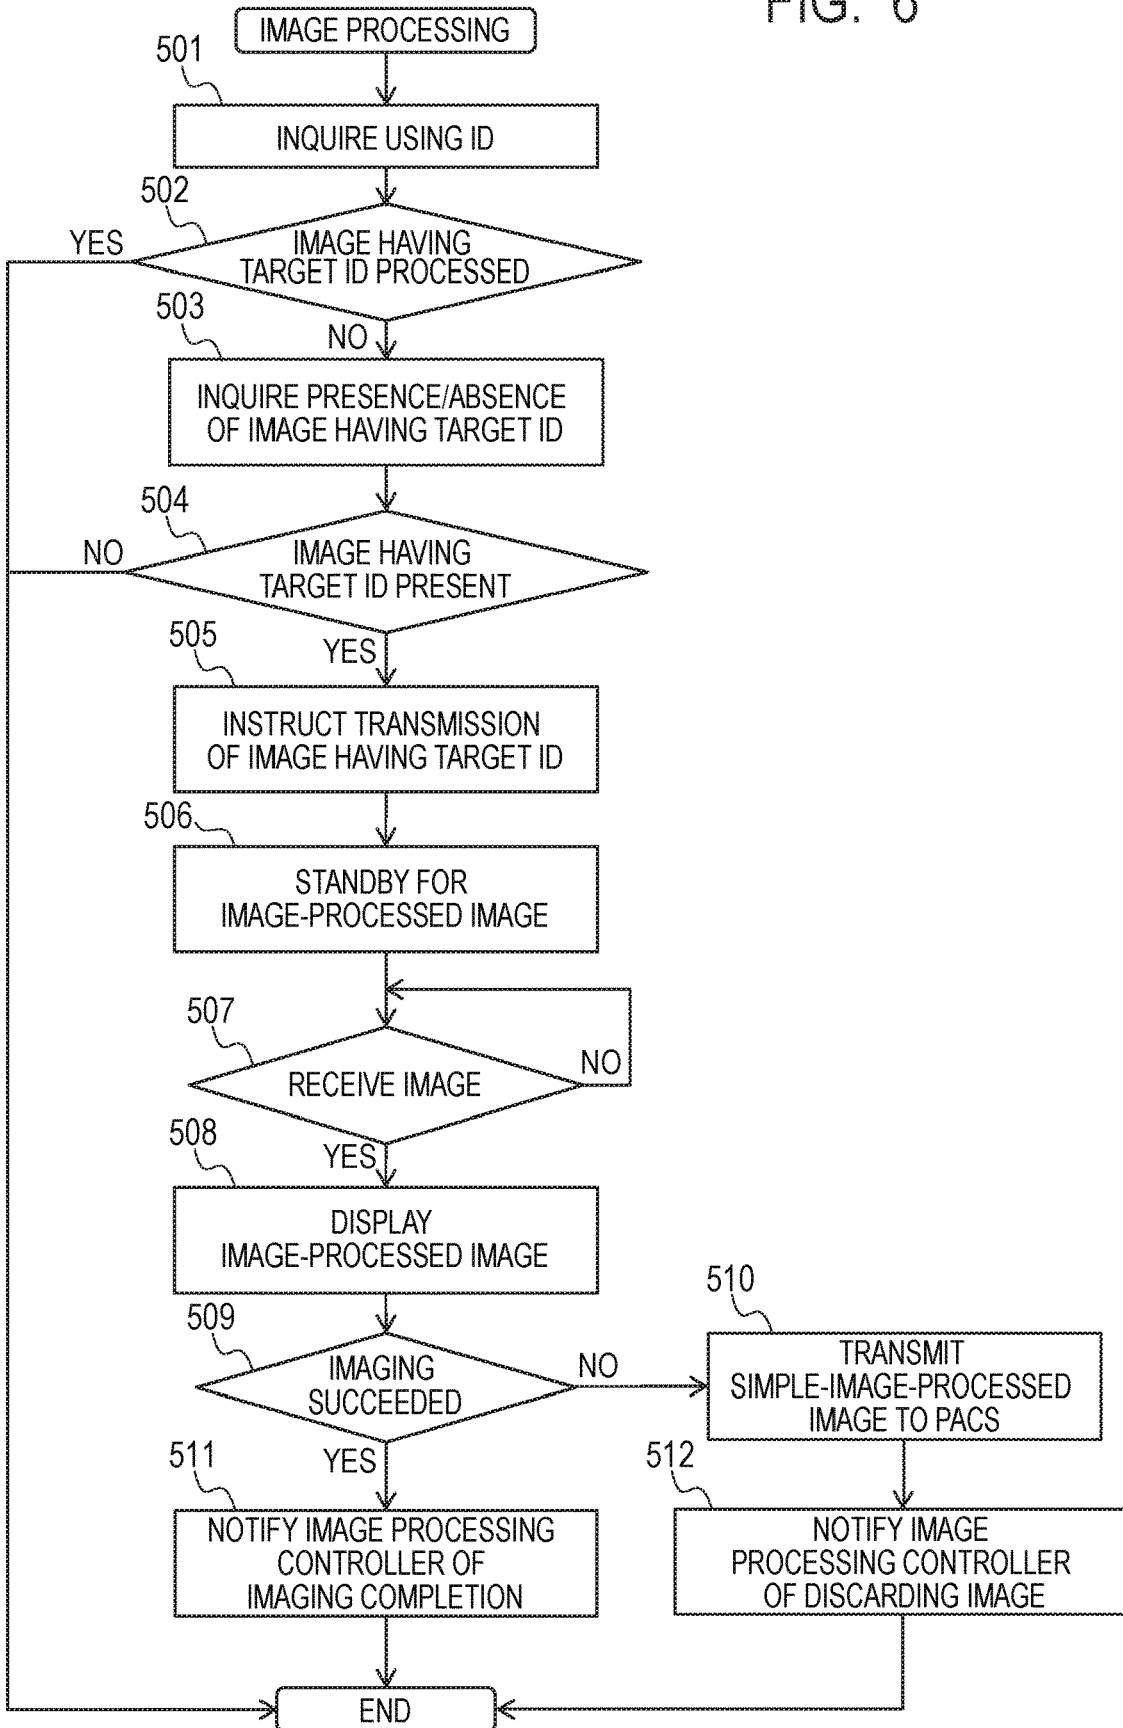 FIG. 6
IMAGE PROCESSING
501
INQUIRE USING ID
502
YES
IMAGE HAVING
TARGET ID PROCESSED
503
NO
INQUIRE PRESENCE/ABSENCE
OF IMAGE HAVING TARGET ID
504
NO
IMAGE HAVING
TARGET ID PRESENT
505
YES
INSTRUCT TRANSMISSION
OF IMAGE HAVING TARGET ID
506
STANDBY FOR
IMAGE-PROCESSED IMAGE
507
RECEIVE IMAGE
NO
508
YES
DISPLAY
IMAGE-PROCESSED IMAGE
509
IMAGING
SUCCEEDED
NO
510
TRANSMIT
SIMPLE-IMAGE-PROCESSED
IMAGE TO PACS
511
YES
NOTIFY IMAGE PROCESSING
CONTROLLER OF
IMAGING COMPLETION
512
NOTIFY IMAGE
PROCESSING CONTROLLER
OF DISCARDING IMAGE
END